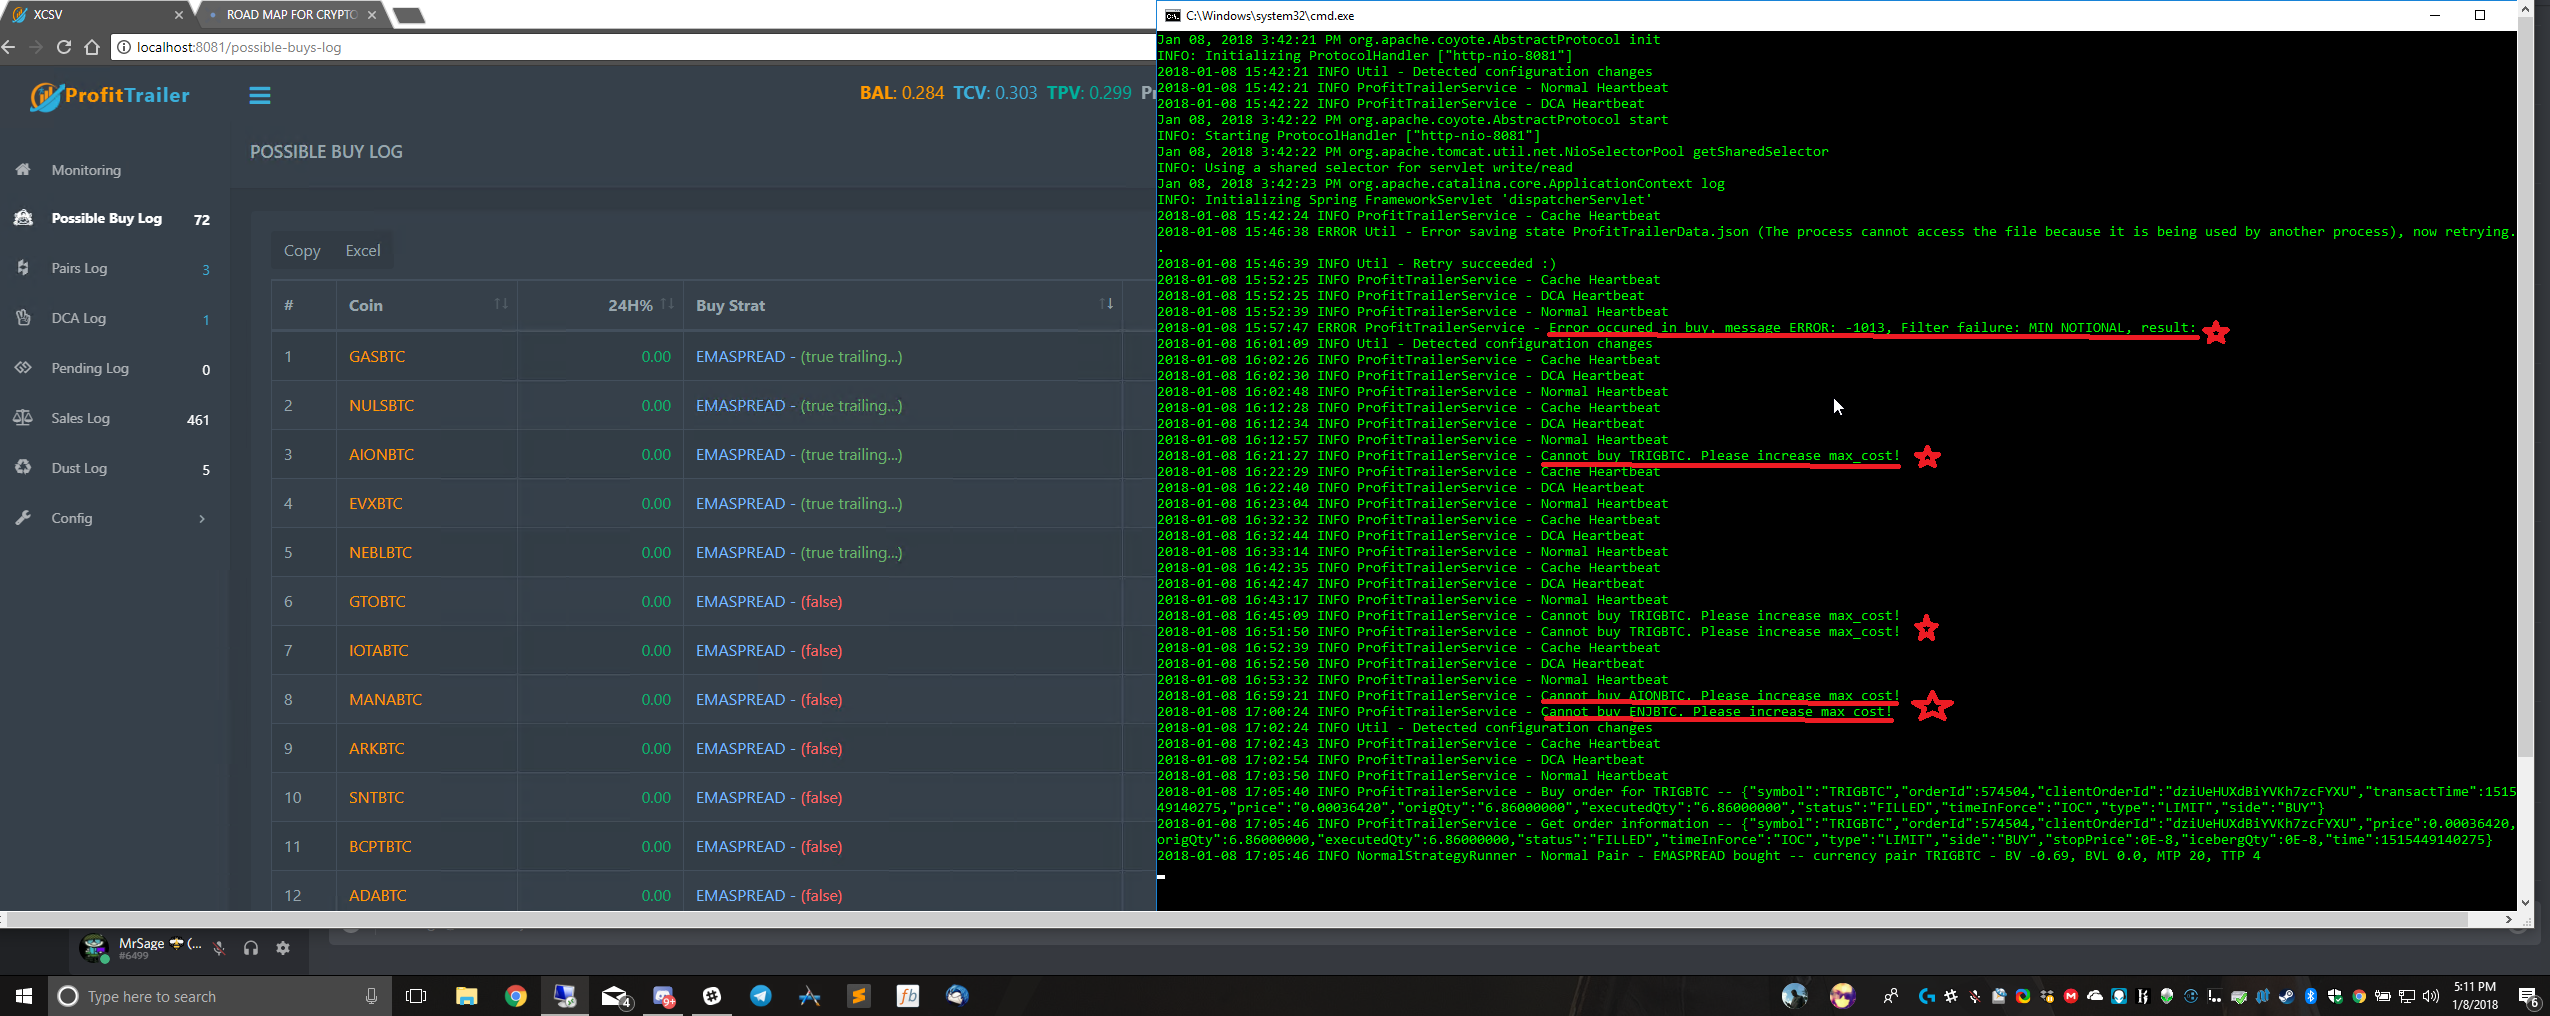 XCSV
ROAD MAP FOR CRYPTO
localhost:8081/possible-buys-log
ProfitTrailer
BAL: 0.284 TCV: 0.303 TPV: 0.299
POSSIBLE BUY LOG
Monitoring
Possible Buy Log 72
Pairs Log 3
DCA Log 1
Pending Log 0
Sales Log 461
Dust Log 5
Config
Copy Excel
# Coin 24H% Buy Strat
1 GASBTC 0.00 EMASPREAD - (true trailing...)
2 NULSBTC 0.00 EMASPREAD - (true trailing...)
3 AIONBTC 0.00 EMASPREAD - (true trailing...)
4 EVXBTC 0.00 EMASPREAD - (true trailing...)
5 NEBLBTC 0.00 EMASPREAD - (true trailing...)
6 GTOBTC 0.00 EMASPREAD - (false)
7 IOTABTC 0.00 EMASPREAD - (false)
8 MANABTC 0.00 EMASPREAD - (false)
9 ARKBTC 0.00 EMASPREAD - (false)
10 SNTBTC 0.00 EMASPREAD - (false)
11 BCPTBTC 0.00 EMASPREAD - (false)
12 ADABTC 0.00 EMASPREAD - (false)
C:\Windows\system32\cmd.exe
Jan 08, 2018 3:42:21 PM org.apache.coyote.AbstractProtocol init
INFO: Initializing ProtocolHandler ["http-nio-8081"]
2018-01-08 15:42:21 INFO Util - Detected configuration changes
2018-01-08 15:42:21 INFO ProfitTrailerService - Normal Heartbeat
2018-01-08 15:42:22 INFO ProfitTrailerService - DCA Heartbeat
Jan 08, 2018 3:42:22 PM org.apache.coyote.AbstractProtocol start
INFO: Starting ProtocolHandler ["http-nio-8081"]
Jan 08, 2018 3:42:22 PM org.apache.tomcat.util.net.NioSelectorPool getSharedSelector
INFO: Using a shared selector for servlet write/read
Jan 08, 2018 3:42:23 PM org.apache.catalina.core.ApplicationContext log
INFO: Initializing Spring FrameworkServlet 'dispatcherServlet'
2018-01-08 15:42:24 INFO ProfitTrailerService - Cache Heartbeat
2018-01-08 15:46:38 ERROR Util - Error saving state ProfitTrailerData.json (The process cannot access the file because it is being used by another process), now retrying.
.
2018-01-08 15:46:39 INFO Util - Retry succeeded :)
2018-01-08 15:52:25 INFO ProfitTrailerService - Cache Heartbeat
2018-01-08 15:52:25 INFO ProfitTrailerService - DCA Heartbeat
2018-01-08 15:52:39 INFO ProfitTrailerService - Normal Heartbeat
2018-01-08 15:57:47 ERROR ProfitTrailerService - Error occured in buy, message ERROR: -1013, Filter failure: MIN_NOTIONAL, result:
2018-01-08 16:01:09 INFO Util - Detected configuration changes
2018-01-08 16:02:26 INFO ProfitTrailerService - Cache Heartbeat
2018-01-08 16:02:30 INFO ProfitTrailerService - DCA Heartbeat
2018-01-08 16:02:48 INFO ProfitTrailerService - Normal Heartbeat
2018-01-08 16:12:28 INFO ProfitTrailerService - Cache Heartbeat
2018-01-08 16:12:34 INFO ProfitTrailerService - DCA Heartbeat
2018-01-08 16:12:57 INFO ProfitTrailerService - Normal Heartbeat
2018-01-08 16:21:27 INFO ProfitTrailerService - Cannot buy TRIGBTC. Please increase max_cost!
2018-01-08 16:22:29 INFO ProfitTrailerService - Cache Heartbeat
2018-01-08 16:22:40 INFO ProfitTrailerService - DCA Heartbeat
2018-01-08 16:23:04 INFO ProfitTrailerService - Normal Heartbeat
2018-01-08 16:32:32 INFO ProfitTrailerService - Cache Heartbeat
2018-01-08 16:32:44 INFO ProfitTrailerService - DCA Heartbeat
2018-01-08 16:33:14 INFO ProfitTrailerService - Normal Heartbeat
2018-01-08 16:42:35 INFO ProfitTrailerService - Cache Heartbeat
2018-01-08 16:42:47 INFO ProfitTrailerService - DCA Heartbeat
2018-01-08 16:43:17 INFO ProfitTrailerService - Normal Heartbeat
2018-01-08 16:45:09 INFO ProfitTrailerService - Cannot buy TRIGBTC. Please increase max_cost!
2018-01-08 16:51:50 INFO ProfitTrailerService - Cannot buy TRIGBTC. Please increase max_cost!
2018-01-08 16:52:39 INFO ProfitTrailerService - Cache Heartbeat
2018-01-08 16:52:50 INFO ProfitTrailerService - DCA Heartbeat
2018-01-08 16:53:32 INFO ProfitTrailerService - Normal Heartbeat
2018-01-08 16:59:21 INFO ProfitTrailerService - Cannot buy AIONBTC. Please increase max_cost!
2018-01-08 17:00:24 INFO ProfitTrailerService - Cannot buy ENJBTC. Please increase max_cost!
2018-01-08 17:02:24 INFO Util - Detected configuration changes
2018-01-08 17:02:43 INFO ProfitTrailerService - Cache Heartbeat
2018-01-08 17:02:54 INFO ProfitTrailerService - DCA Heartbeat
2018-01-08 17:03:50 INFO ProfitTrailerService - Normal Heartbeat
2018-01-08 17:05:40 INFO ProfitTrailerService - Buy order for TRIGBTC -- {"symbol":"TRIGBTC","orderId":574504,"clientOrderId":"dziUeHUXdBiYVKh7zcFYXU","transactTime":1515
49140275,"price":"0.00036420","origQty":"6.86000000","executedQty":"6.86000000","status":"FILLED","timeInForce":"IOC","type":"LIMIT","side":"BUY"}
2018-01-08 17:05:46 INFO ProfitTrailerService - Get order information -- {"symbol":"TRIGBTC","orderId":574504,"clientOrderId":"dziUeHUXdBiYVKh7zcFYXU","price":0.00036420,
origQty":6.86000000,"executedQty":6.86000000,"status":"FILLED","timeInForce":"IOC","type":"LIMIT","side":"BUY","stopPrice":0E-8,"icebergQty":0E-8,"time":1515449140275}
2018-01-08 17:05:46 INFO NormalStrategyRunner - Normal Pair - EMASPREAD bought -- currency pair TRIGBTC - BV -0.69, BVL 0.0, MTP 20, TTP 4
MrSage (...
#6499
Type here to search
4
9+
5:11 PM
1/8/2018
6